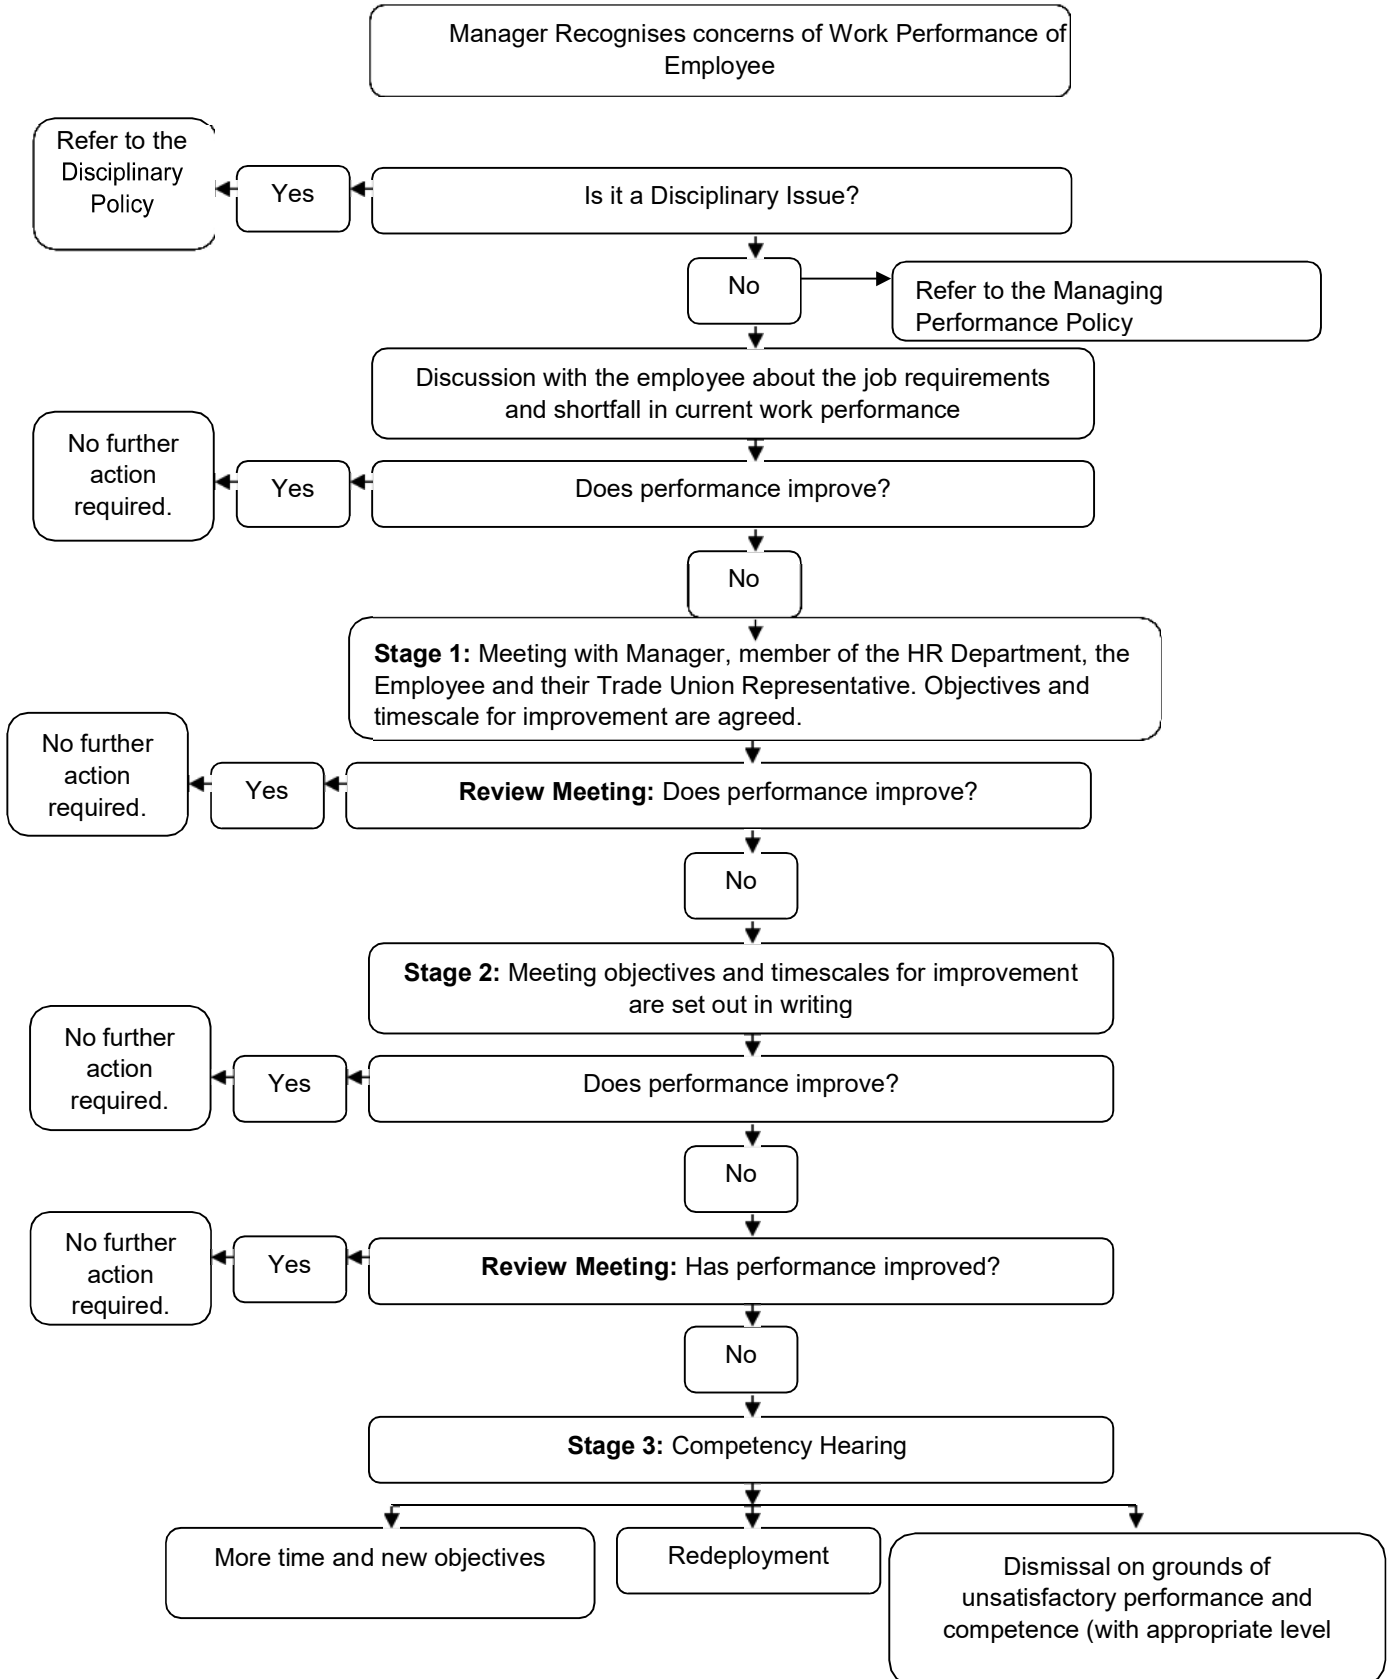 Manager Recognises concerns of Work Performance of
Employee
Refer to the
Disciplinary
Policy
Yes
Is it a Disciplinary Issue?
No
Refer to the Managing
Performance Policy
Discussion with the employee about the job requirements
and shortfall in current work performance
No further
action
required.
Yes
Does performance improve?
No
Stage 1: Meeting with Manager, member of the HR Department, the
Employee and their Trade Union Representative. Objectives and
timescale for improvement are agreed.
No further
action
required.
Yes
Review Meeting: Does performance improve?
No
Stage 2: Meeting objectives and timescales for improvement
are set out in writing
No further
action
required.
Yes
Does performance improve?
No
No further
action
required.
Yes
Review Meeting: Has performance improved?
No
Stage 3: Competency Hearing
More time and new objectives
Redeployment
Dismissal on grounds of
unsatisfactory performance and
competence (with appropriate level